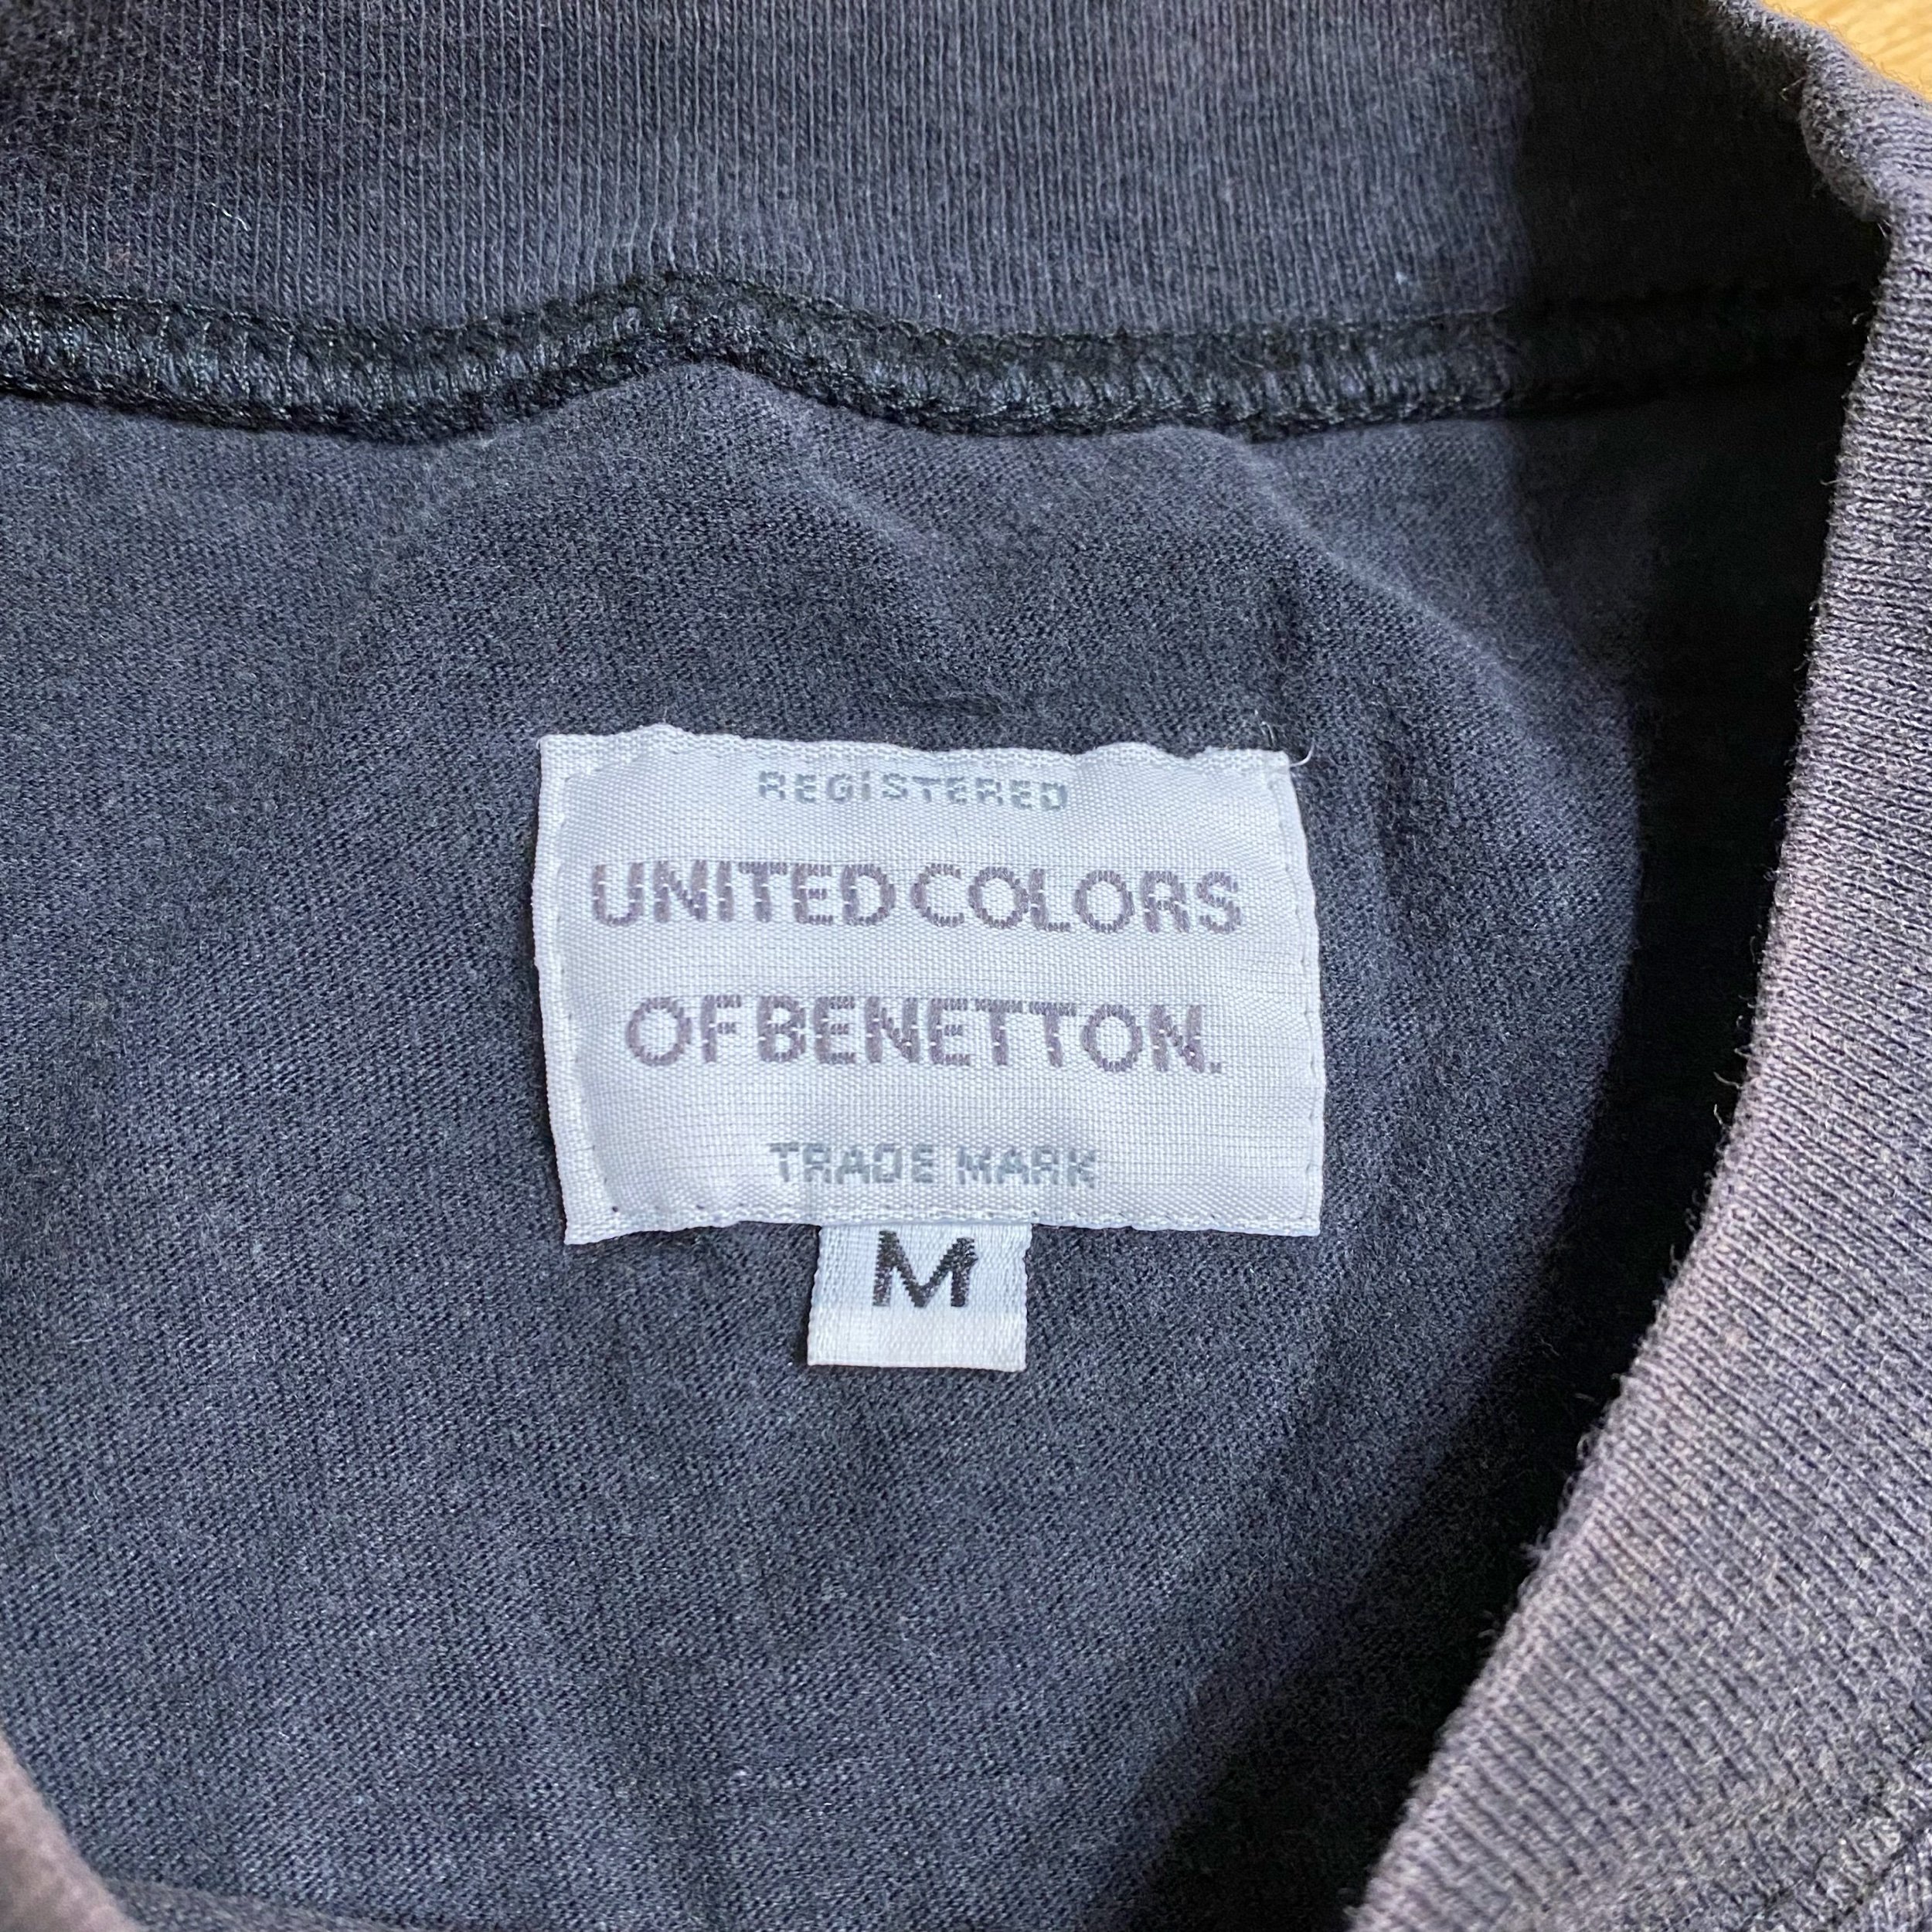 REGISTERED
UNITED COLORS
OF BENETTON.
TRADE MARK
M